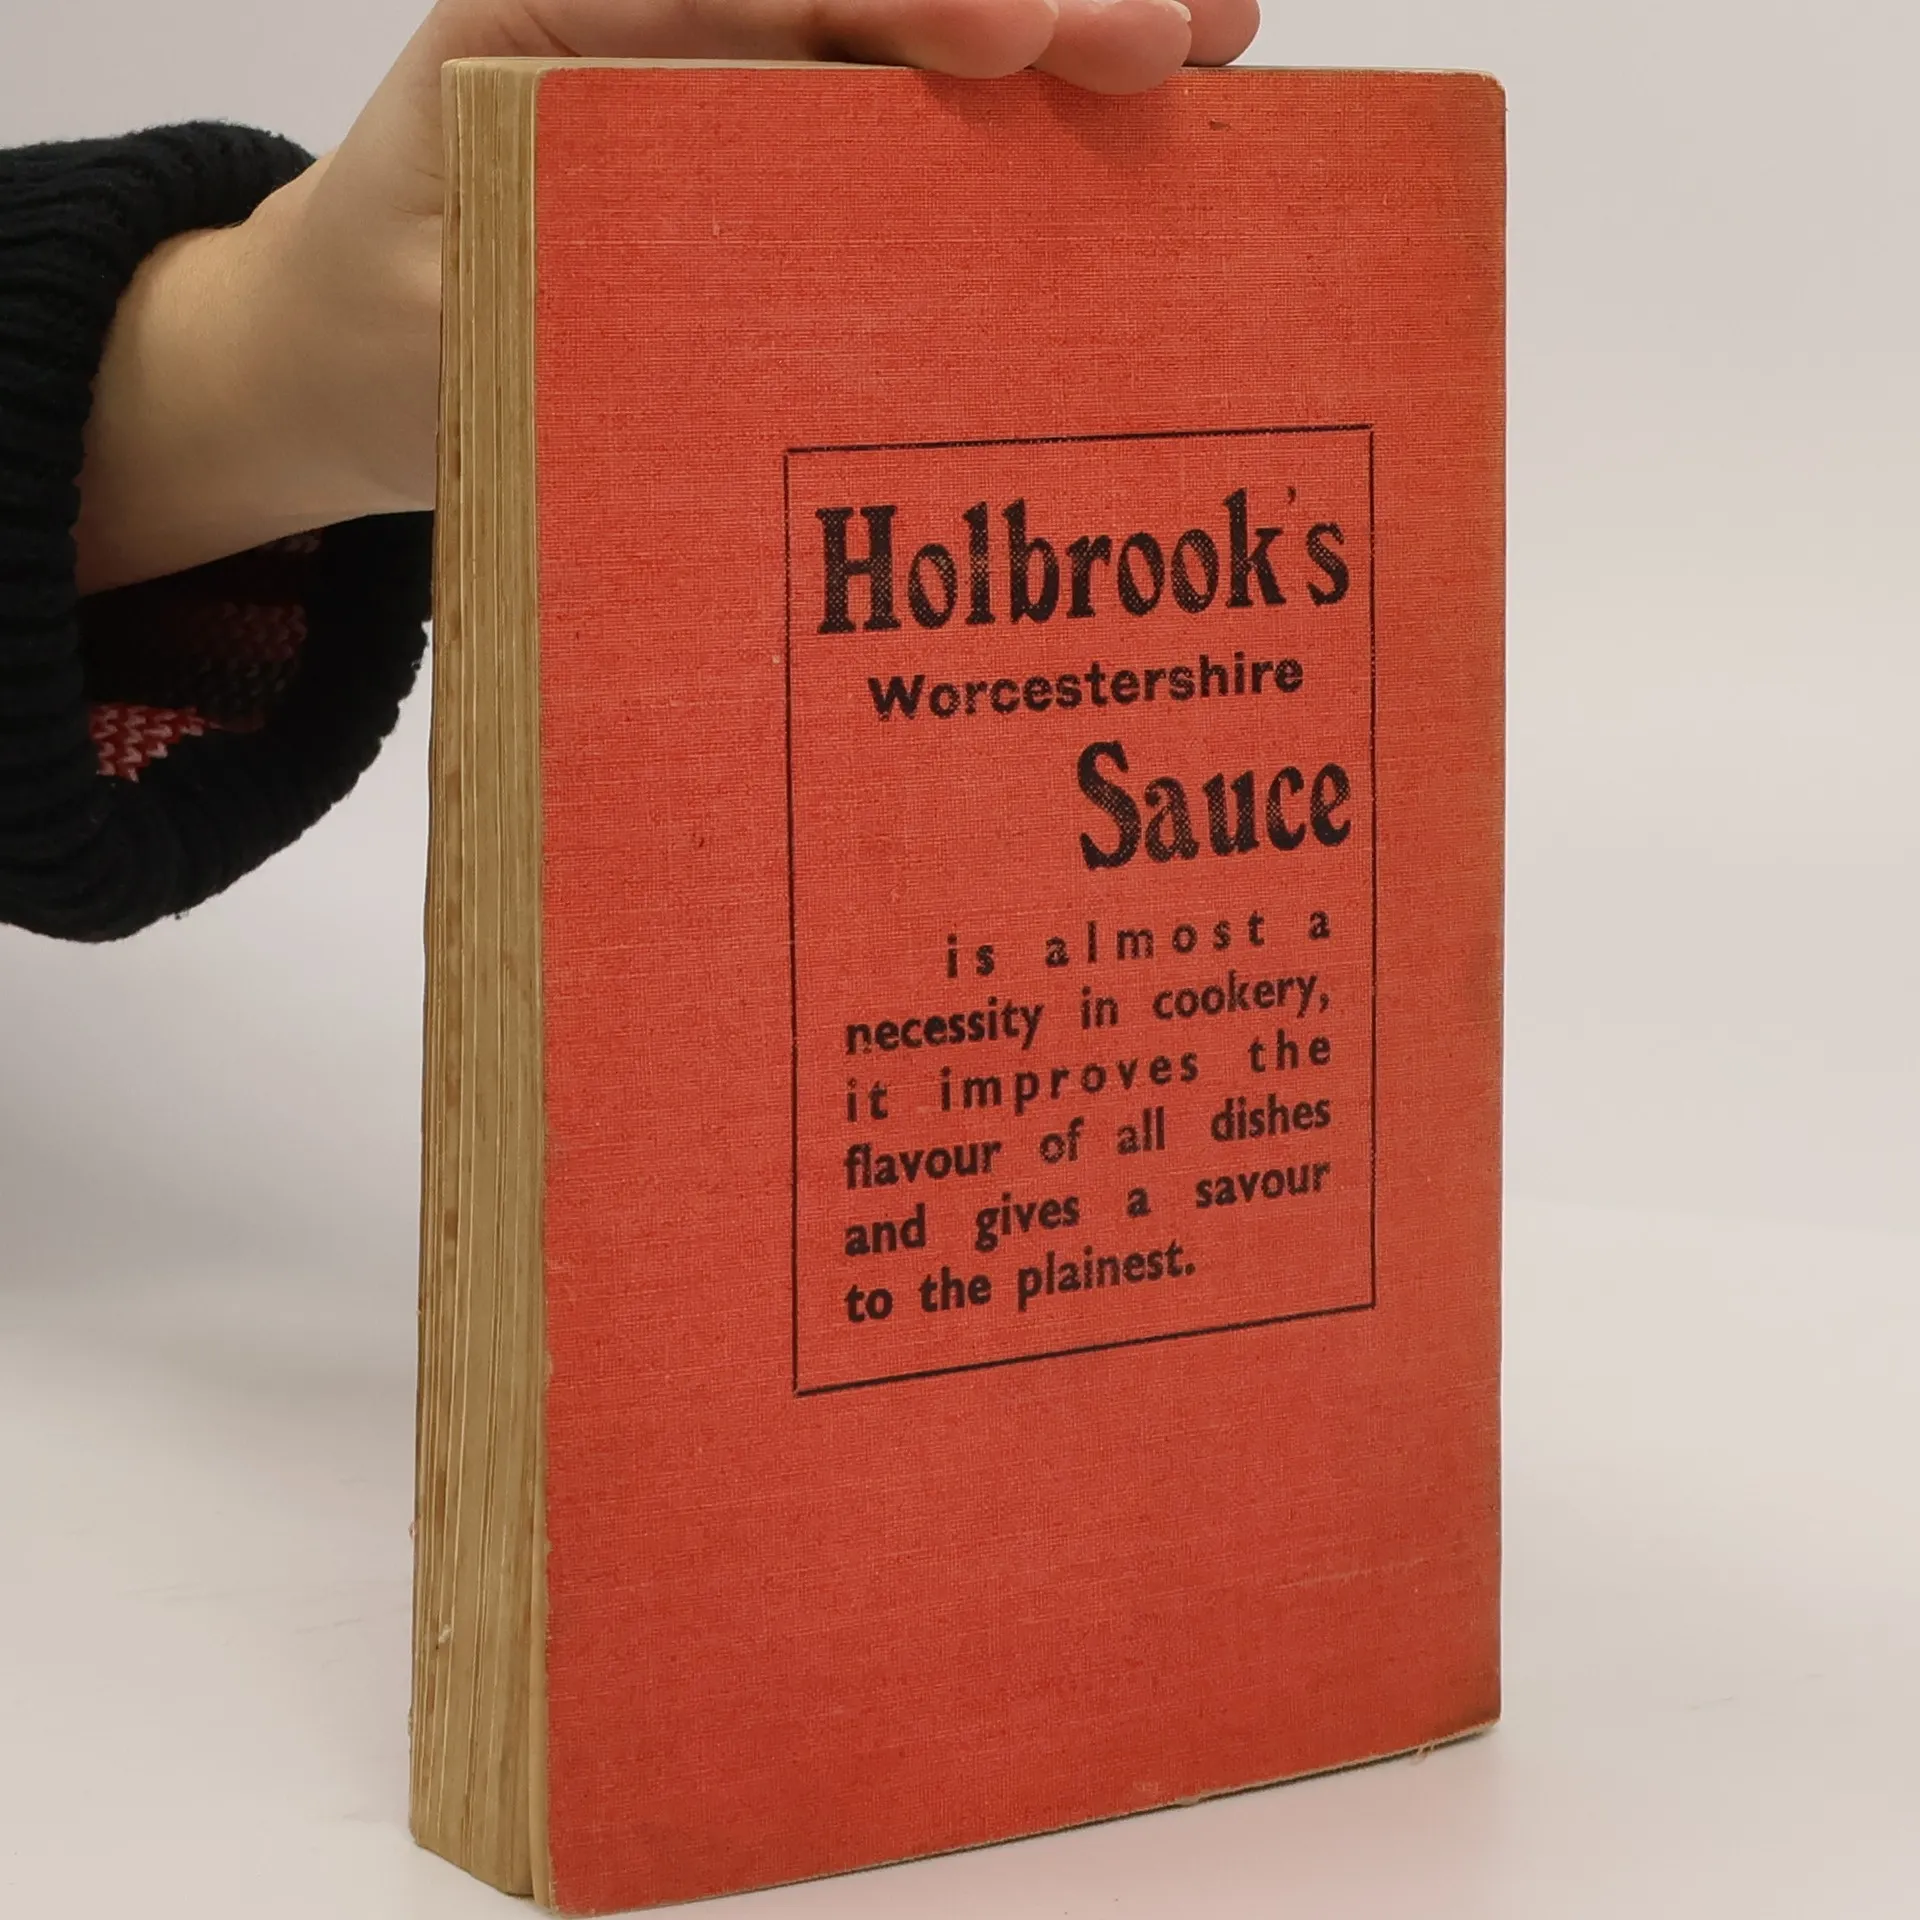 Holbrook's
Worcestershire
Sauce
is almost a
necessity in cookery,
it improves the
flavour of all dishes
and gives a savour
to the plainest.